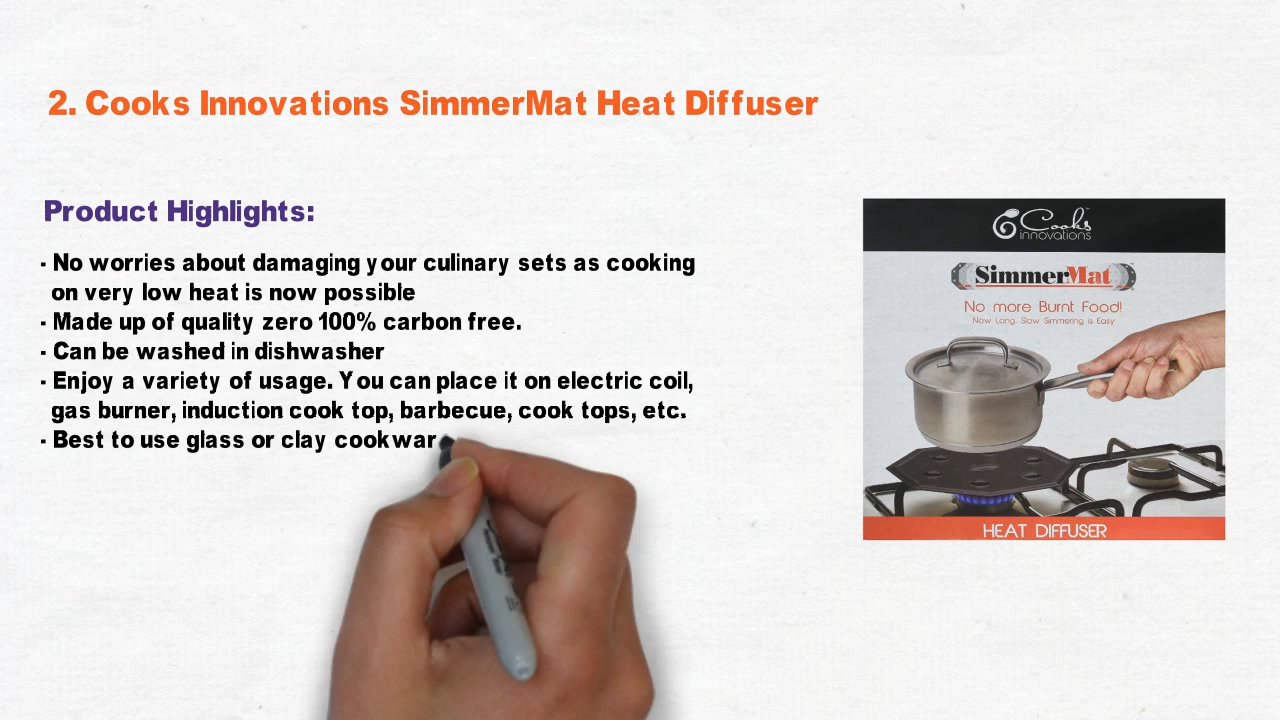 2. Cooks Innovations SimmerMat Heat Diffuser
Product Highlights:
- No worries about damaging your culinary sets as cooking
on very low heat is now possible
- Made up of quality zero 100% carbon free.
- Can be washed in dishwasher
- Enjoy a variety of usage. You can place it on electric coil,
gas burner, induction cook top, barbecue, cook tops, etc.
- Best to use glass or clay cookwar
Cooks
innovations
SimmerMat
No more Burnt Food!
Now Long, Slow Simmering is Easy
HEAT DIFFUSER